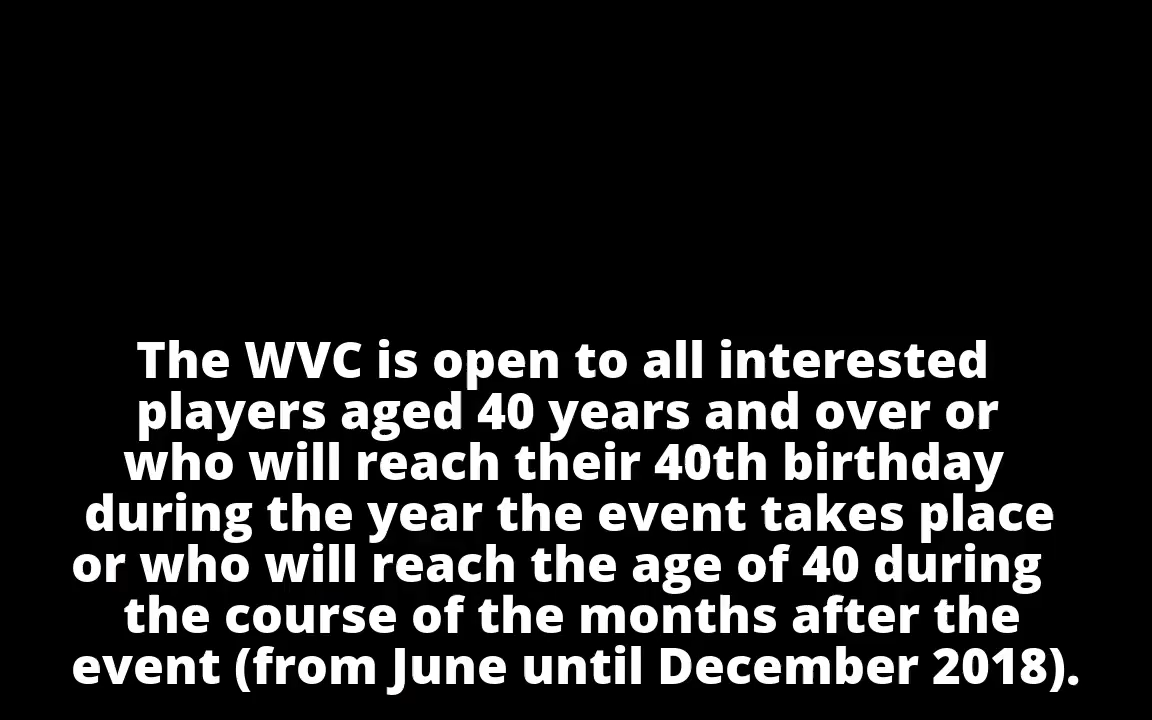 The WVC is open to all interested
players aged 40 years and over or
who will reach their 40th birthday
during the year the event takes place
or who will reach the age of 40 during
the course of the months after the
event (from June until December 2018).